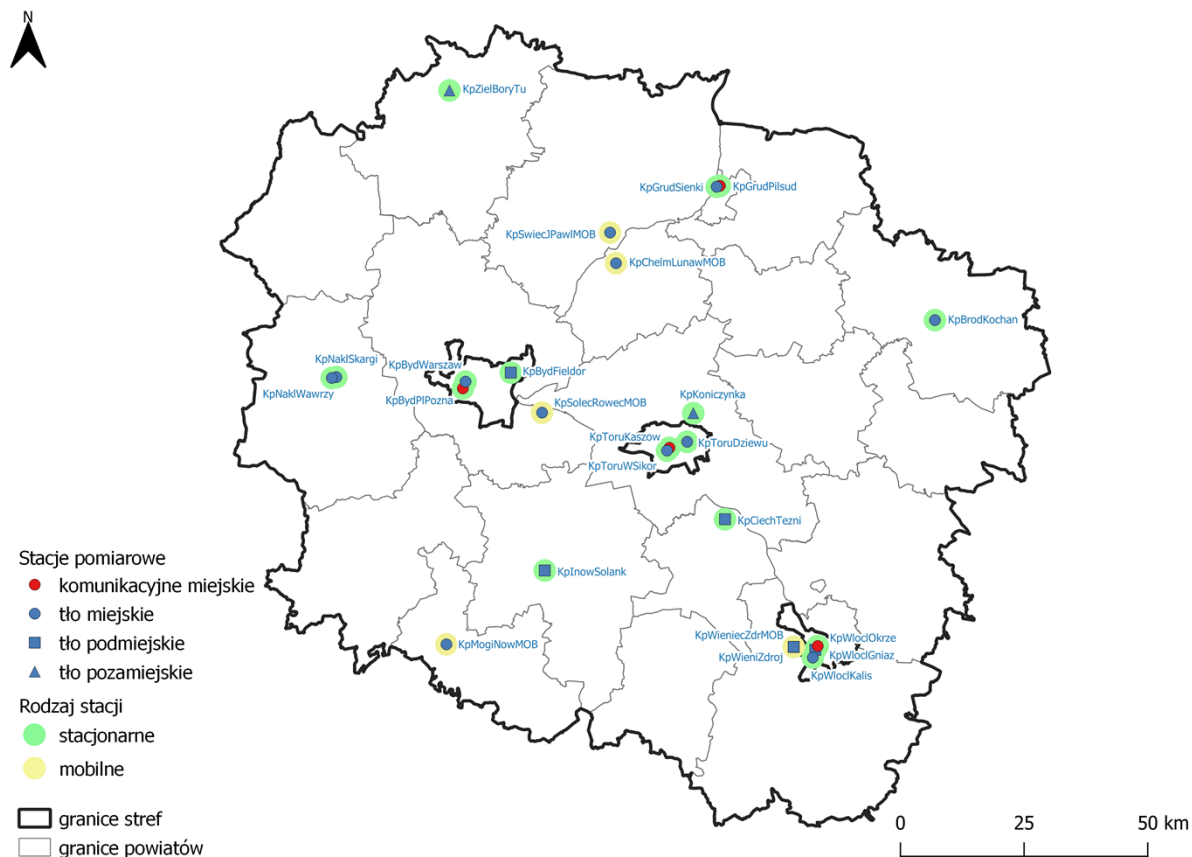 N
KpZielBoryTu
KpGrudSienki
KpGrudPilsud
KpSwiecJPawlMOB
KpChelmLunawMOB
KpBrodKochan
KpNaklSkargi
KpNaklWawrzy
KpBydWarszaw
KpBydFieldor
KpBydPlPozna
KpSolecRowecMOB
KpKoniczynka
KpToruKaszow
KpToruDziewu
KpToruWSikor
KpCiechTezni
KpInowSolank
KpMogiNowMOB
KpWieniecZdrMOB
KpWloclOkrze
KpWieniZdroj
KpWloclGniaz
KpWloclKalis
Stacje pomiarowe
komunikacyjne miejskie
tło miejskie
tło podmiejskie
tło pozamiejskie
Rodzaj stacji
stacjonarne
mobilne
granice stref
granice powiatów
0 25 50 km